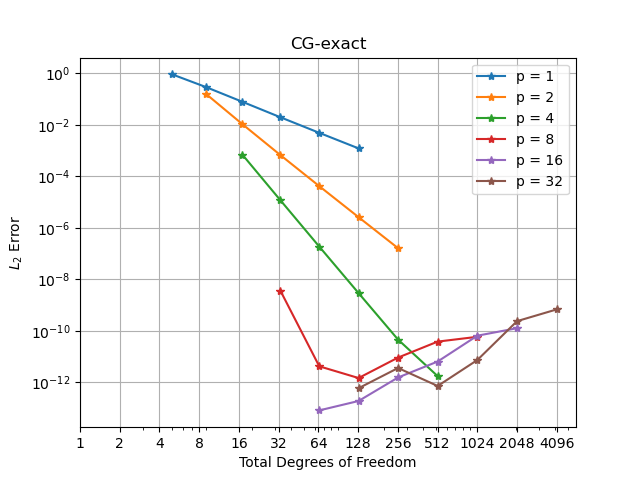 CG-exact
10^0
10^-2
10^-4
10^-6
10^-8
10^-10
10^-12
L_2 Error
p = 1
p = 2
p = 4
p = 8
p = 16
p = 32
1 2 4 8 16 32 64 128 256 512 1024 2048 4096
Total Degrees of Freedom